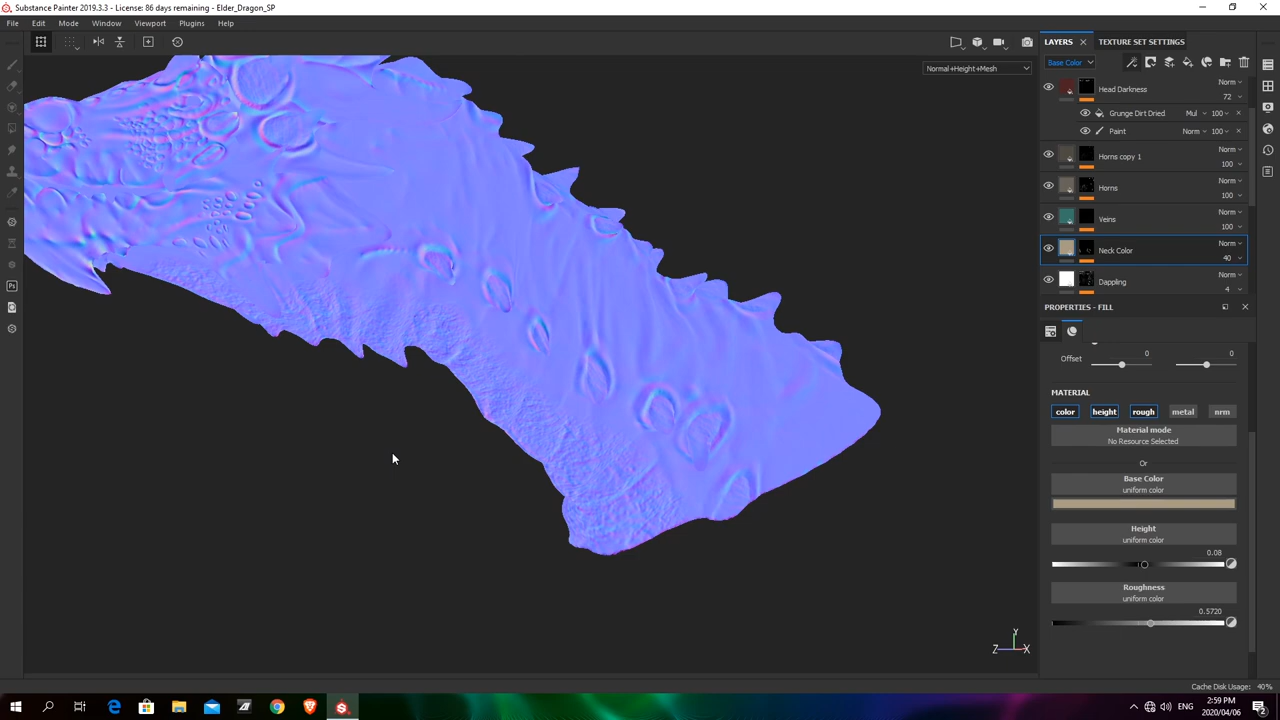 Substance Painter 2019.3.3 - License: 86 days remaining - Elder_Dragon_SP
File Edit Mode Window Viewport Plugins Help
Normal+Height+Mesh
LAYERS TEXTURE SET SETTINGS
Base Color
Head Darkness Norm
72
Grunge Dirt Dried Mul 100
Paint Norm 100
Horns copy 1 Norm
100
Horns Norm
100
Veins Norm
100
Neck Color Norm
40
Dappling Norm
4
PROPERTIES - FILL
Offset 0 0
MATERIAL
color height rough metal nrm
Material mode
No Resource Selected
Or
Base Color
uniform color
Height
uniform color
0.08
Roughness
uniform color
0.5720
Y
Z X
Ps
Cache Disk Usage: 40%
ENG
2:59 PM
2020/04/06
2